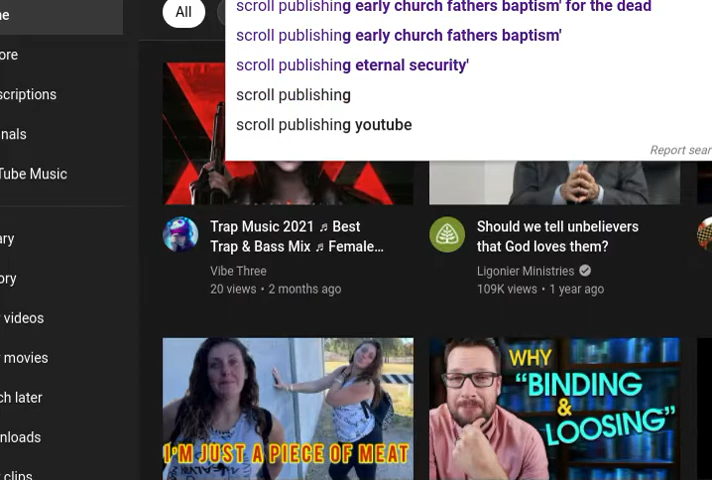 scroll publishing early church fathers baptism' for the dead
scroll publishing early church fathers baptism'
scroll publishing eternal security'
scroll publishing
scroll publishing youtube
Report sear
All
ne
ore
scriptions
nals
Tube Music
ary
ory
videos
movies
ch later
nloads
clips
Trap Music 2021 ♬ Best
Trap & Bass Mix ♬ Female...
Vibe Three
20 views • 2 months ago
Should we tell unbelievers
that God loves them?
Ligonier Ministries
109K views • 1 year ago
I'M JUST A PIECE OF MEAT
WHY
"BINDING
&
LOOSING"